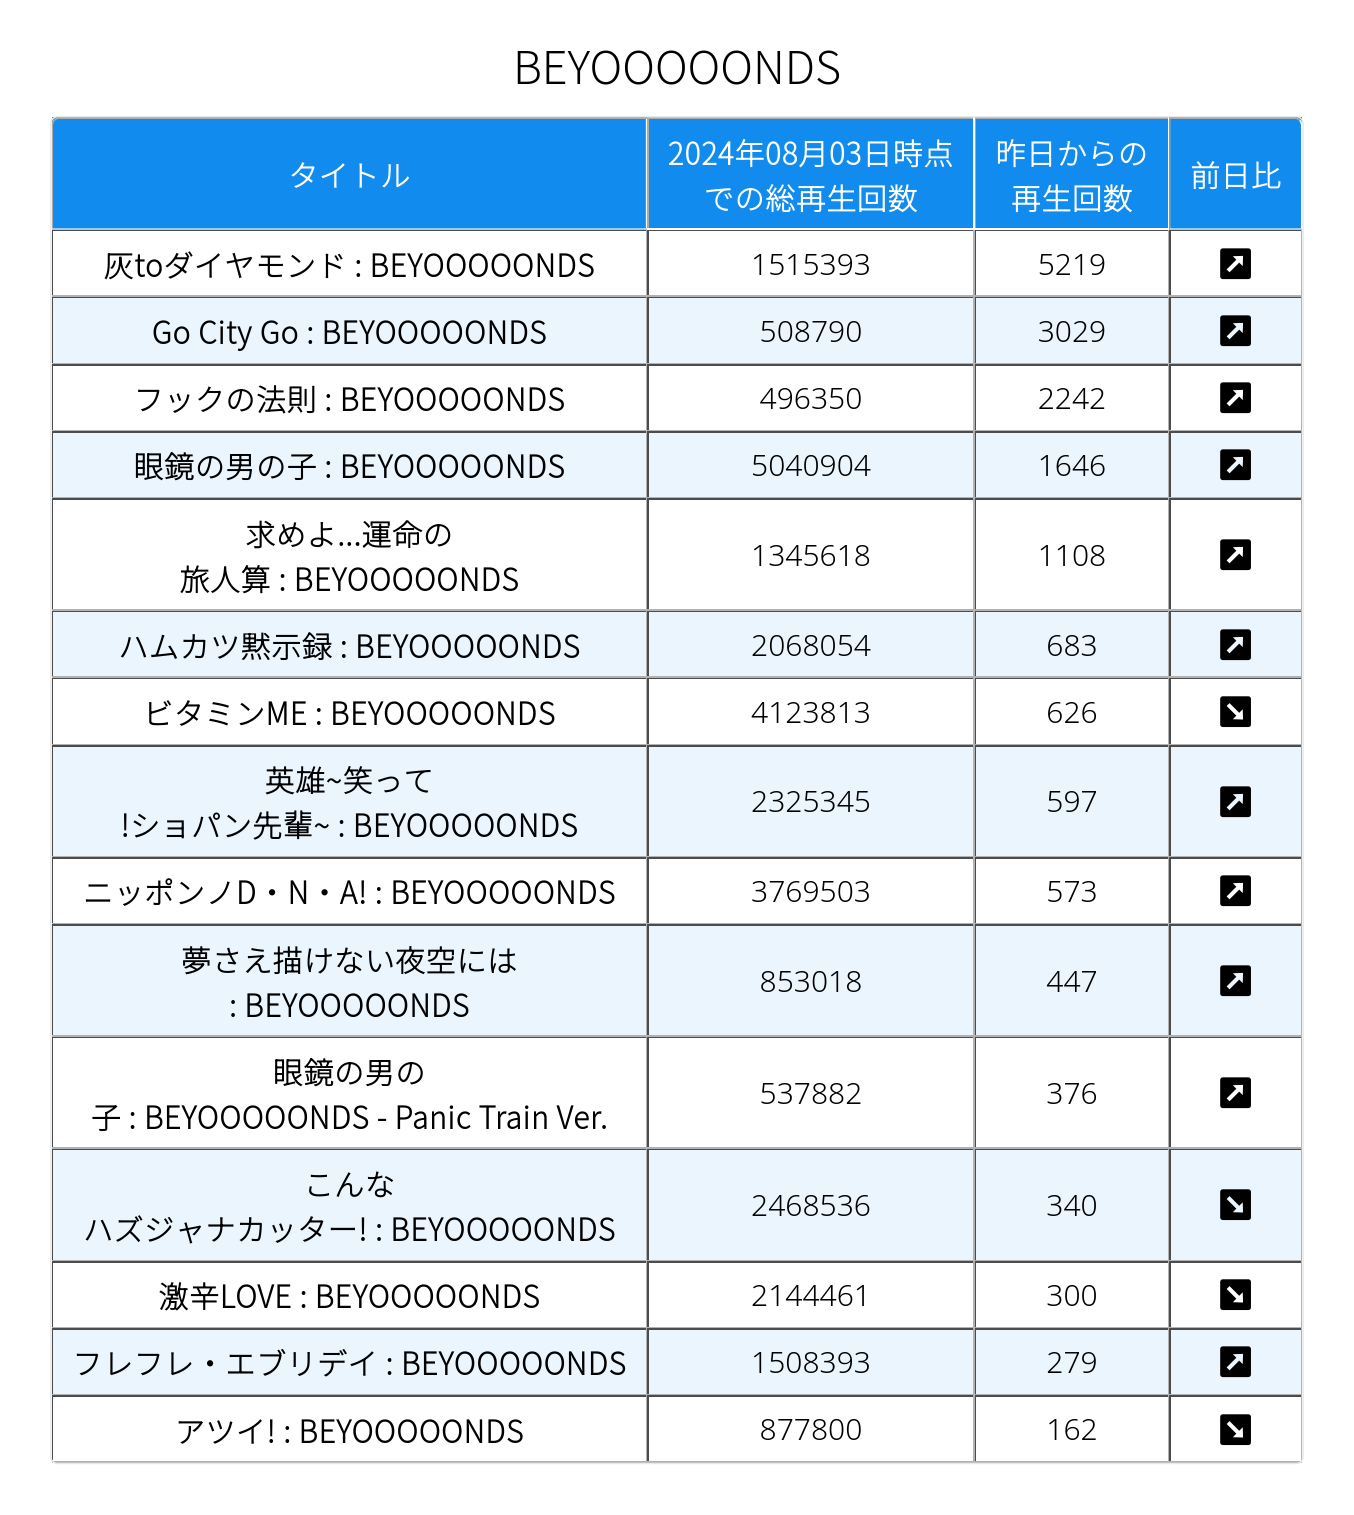 BEYOOOOONDS
タイトル
2024年08月03日時点
での総再生回数
昨日からの
再生回数
前日比
灰toダイヤモンド : BEYOOOOONDS
1515393
5219
Go City Go : BEYOOOOONDS
508790
3029
フックの法則 : BEYOOOOONDS
496350
2242
眼鏡の男の子 : BEYOOOOONDS
5040904
1646
求めよ...運命の
旅人算 : BEYOOOOONDS
1345618
1108
ハムカツ黙示録 : BEYOOOOONDS
2068054
683
ビタミンME : BEYOOOOONDS
4123813
626
英雄~笑って
!ショパン先輩~ : BEYOOOOONDS
2325345
597
ニッポンノD・N・A! : BEYOOOOONDS
3769503
573
夢さえ描けない夜空には
: BEYOOOOONDS
853018
447
眼鏡の男の
子 : BEYOOOOONDS - Panic Train Ver.
537882
376
こんな
ハズジャナカッター! : BEYOOOOONDS
2468536
340
激辛LOVE : BEYOOOOONDS
2144461
300
フレフレ・エブリデイ : BEYOOOOONDS
1508393
279
アツイ! : BEYOOOOONDS
877800
162